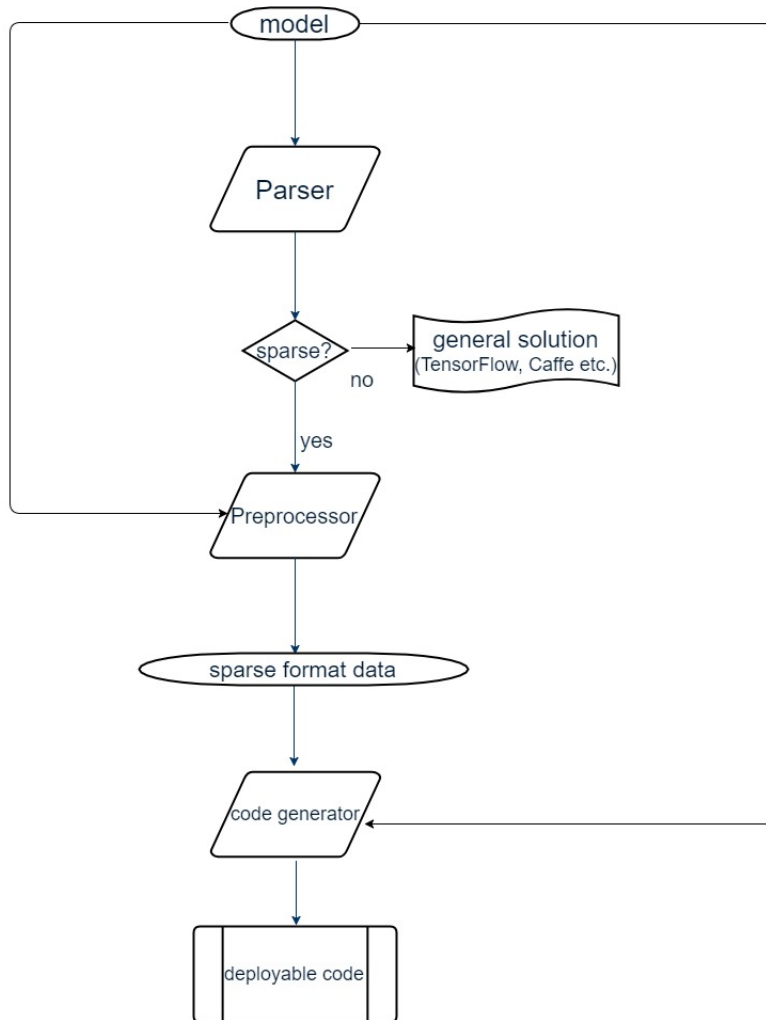 model
Parser
sparse?
general solution
(TensorFlow, Caffe etc.)
no
yes
Preprocessor
sparse format data
code generator
deployable code